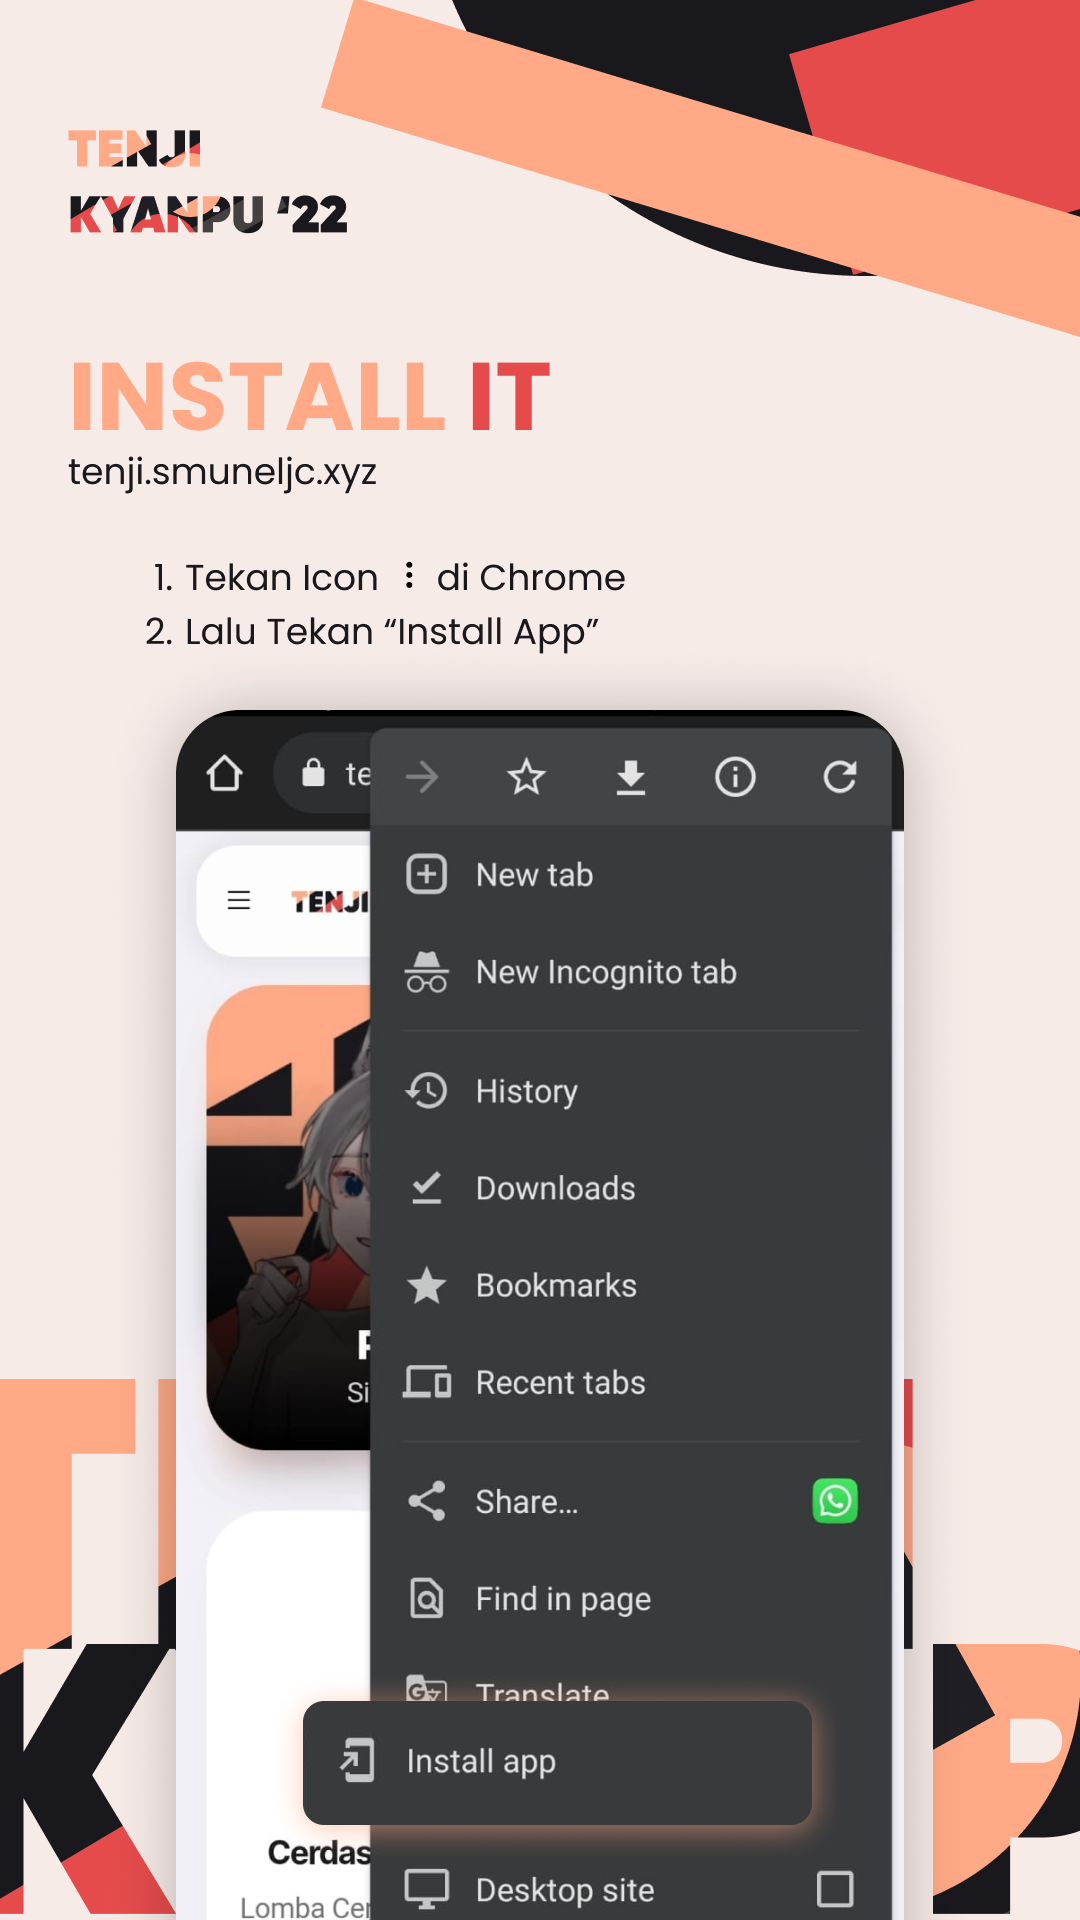 TENJI
KYANPU ‘22
INSTALL IT
tenji.smuneljc.xyz
1. Tekan Icon ⋮ di Chrome
2. Lalu Tekan “Install App”
te
New tab
TENJI
New Incognito tab
History
Downloads
Bookmarks
Recent tabs
Share...
Find in page
Translate
Install app
Cerdas
Desktop site
Lomba Cer